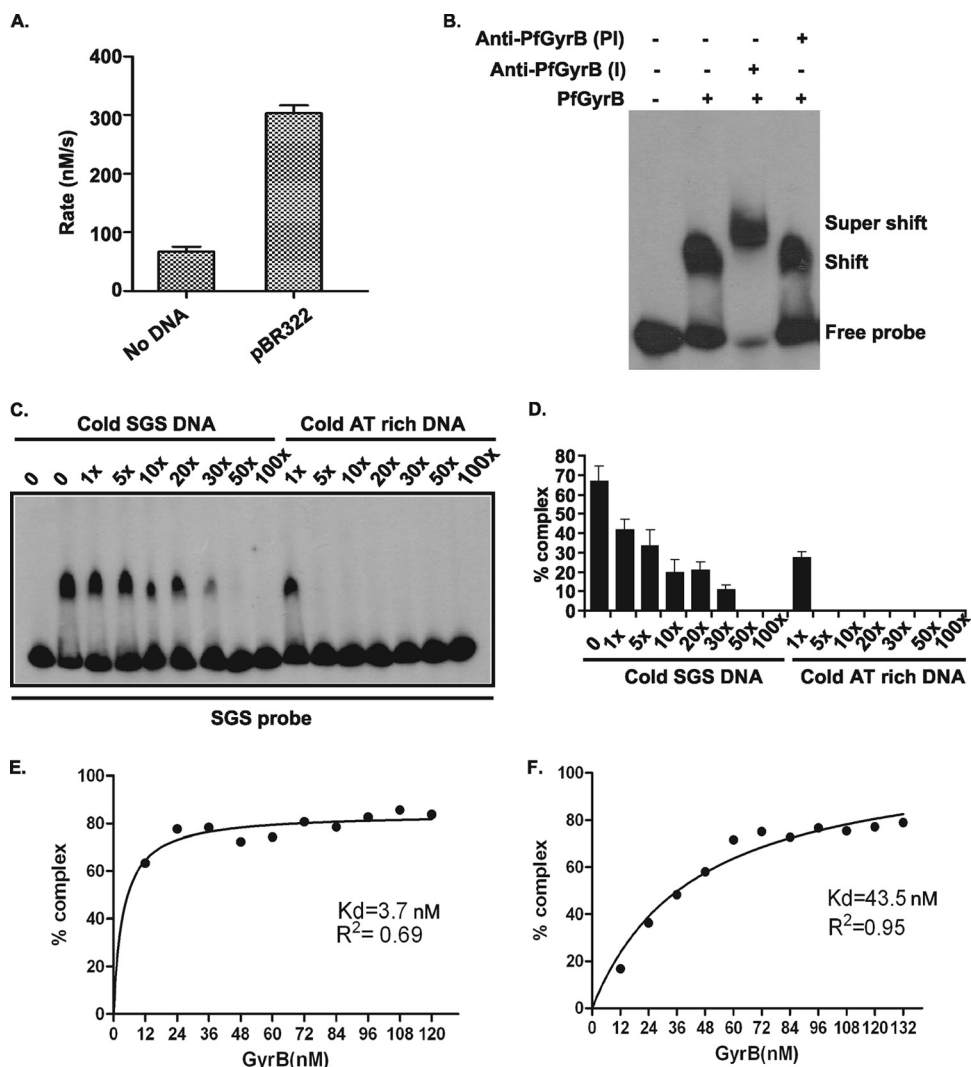 A.
400
300
200
100
0
Rate (nM/s)
No DNA
pBR322
B.
Anti-PfGyrB (PI) - - - +
Anti-PfGyrB (I) - - + -
PfGyrB - + + +
Super shift
Shift
Free probe
C.
Cold SGS DNA Cold AT rich DNA
0 0 1x 5x 10x 20x 30x 50x 100x 1x 5x 10x 20x 30x 50x 100x
SGS probe
D.
80
70
60
50
40
30
20
10
0
% complex
0 1x 5x 10x 20x 30x 50x 100x 1x 5x 10x 20x 30x 50x 100x
Cold SGS DNA Cold AT rich DNA
E.
100
80
60
40
20
0
% complex
Kd=3.7 nM
R²= 0.69
0 12 24 36 48 60 72 84 96 108 120
GyrB(nM)
F.
100
80
60
40
20
0
% complex
Kd=43.5 nM
R²=0.95
0 12 24 36 48 60 72 84 96 108 120 132
GyrB(nM)